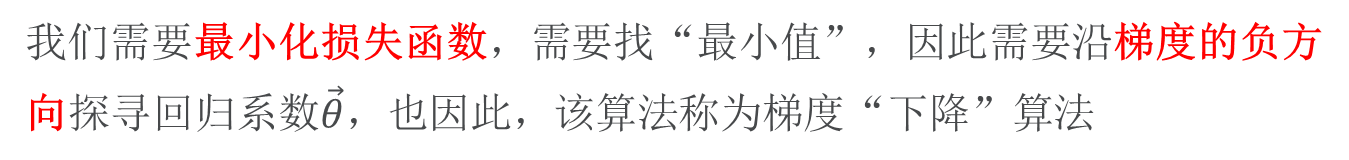 我们需要最小化损失函数，需要找“最小值”，因此需要沿梯度的负方
向探寻回归系数$\vec{\theta}$，也因此，该算法称为梯度“下降”算法